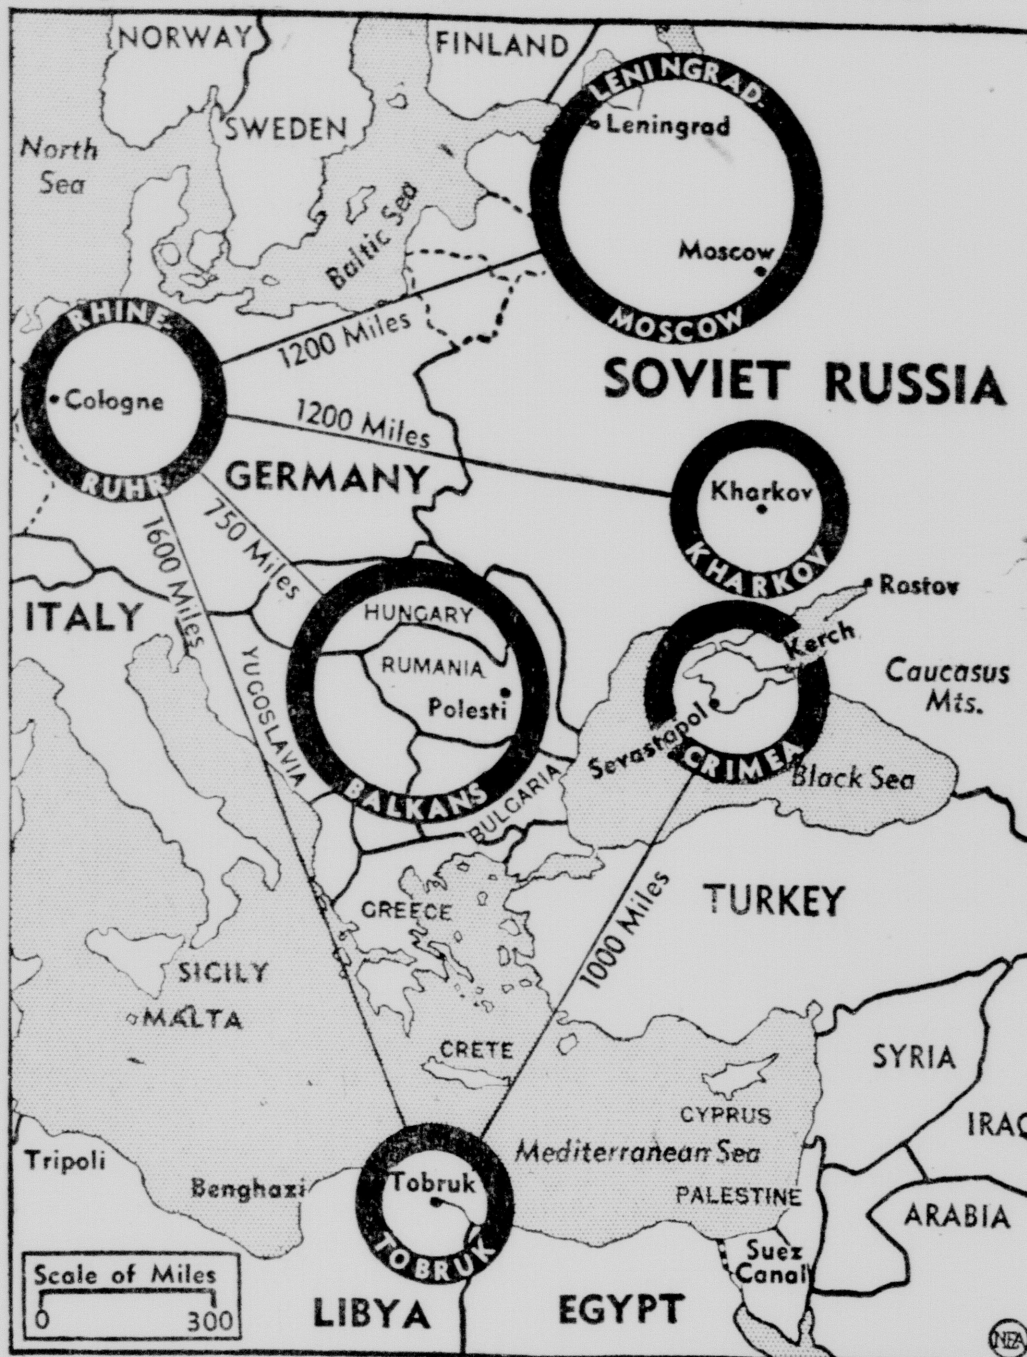 NORWAY
FINLAND
SWEDEN
North
Sea
Baltic Sea
LENINGRAD-
Leningrad
Moscow
MOSCOW
RHINE-
Cologne
RUHR
1200 Miles
SOVIET RUSSIA
1200 Miles
GERMANY
Kharkov
KHARKOV
750 Miles
1600 Miles
ITALY
HUNGARY
RUMANIA
Polesti
BALKANS
YUGOSLAVIA
BULGARIA
Rostov
Kerch
Caucasus
Mts.
Sevastapol
CRIMEA
Black Sea
GREECE
TURKEY
1000 Miles
SICILY
MALTA
CRETE
SYRIA
CYPRUS
IRAQ
Mediterranean Sea
Tripoli
Benghazi
Tobruk
TOBRUK
PALESTINE
ARABIA
Suez
Canal
Scale of Miles
0 300
LIBYA
EGYPT
NEA